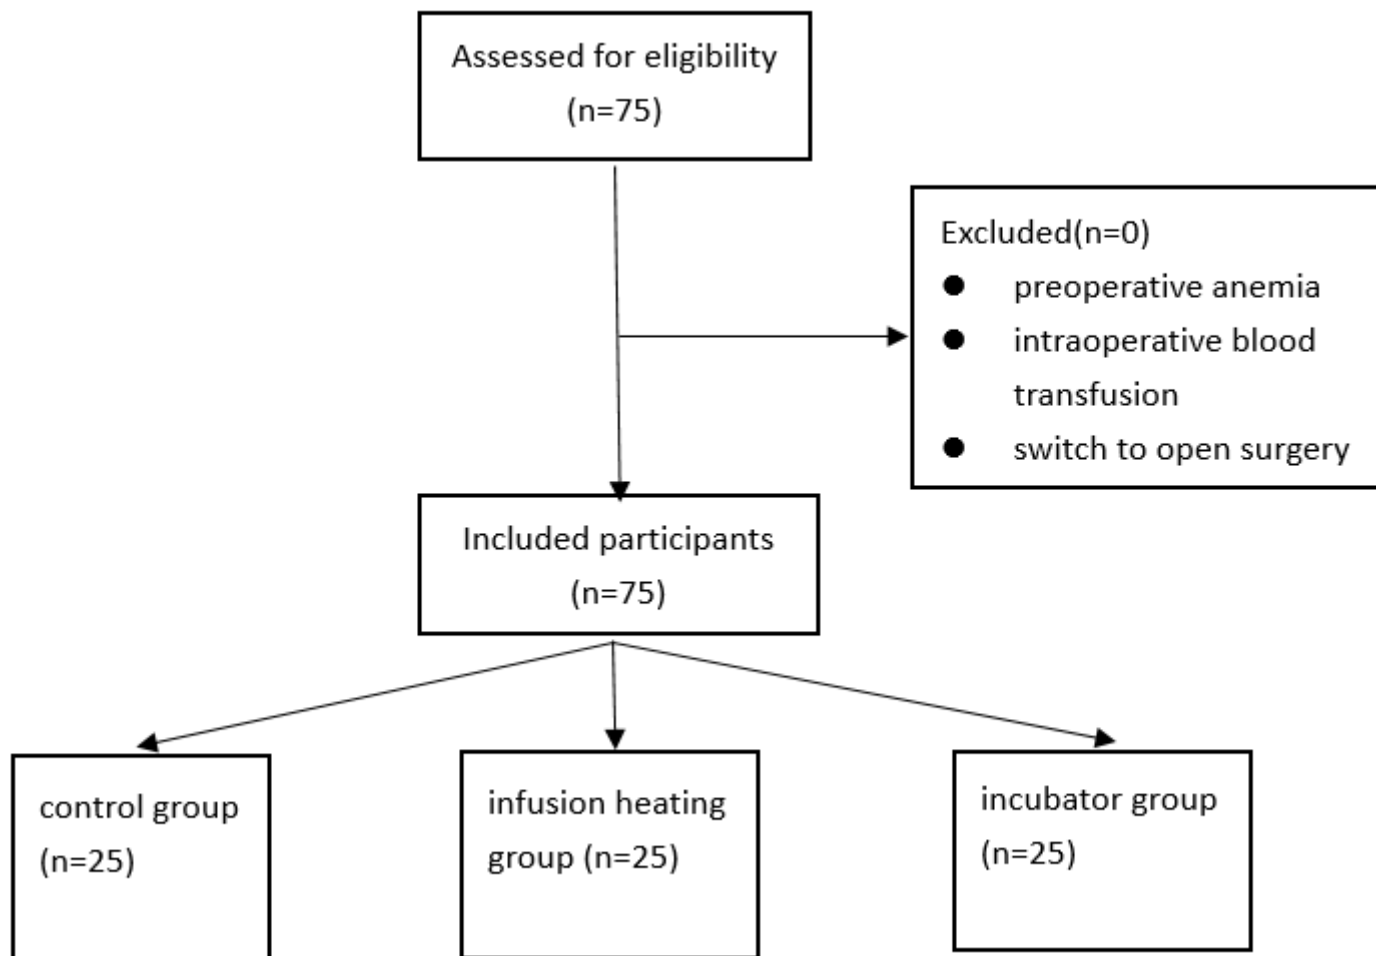 Assessed for eligibility
(n=75)
Excluded(n=0)
● preoperative anemia
● intraoperative blood
transfusion
● switch to open surgery
Included participants
(n=75)
control group
(n=25)
infusion heating
group (n=25)
incubator group
(n=25)